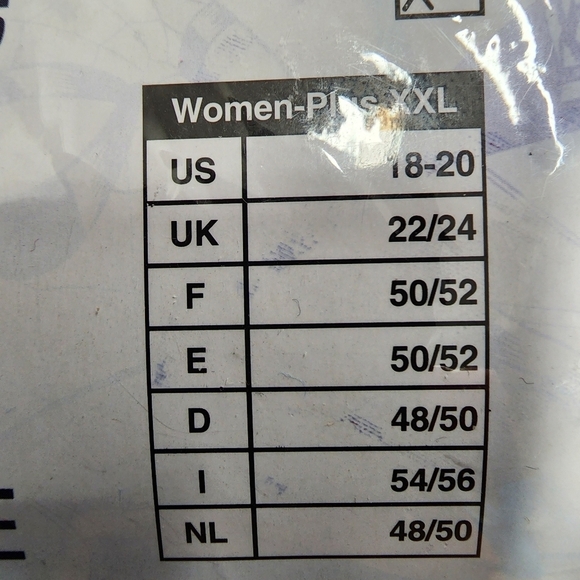 Women-Plus XXL
US 18-20
UK 22/24
F 50/52
E 50/52
D 48/50
I 54/56
NL 48/50